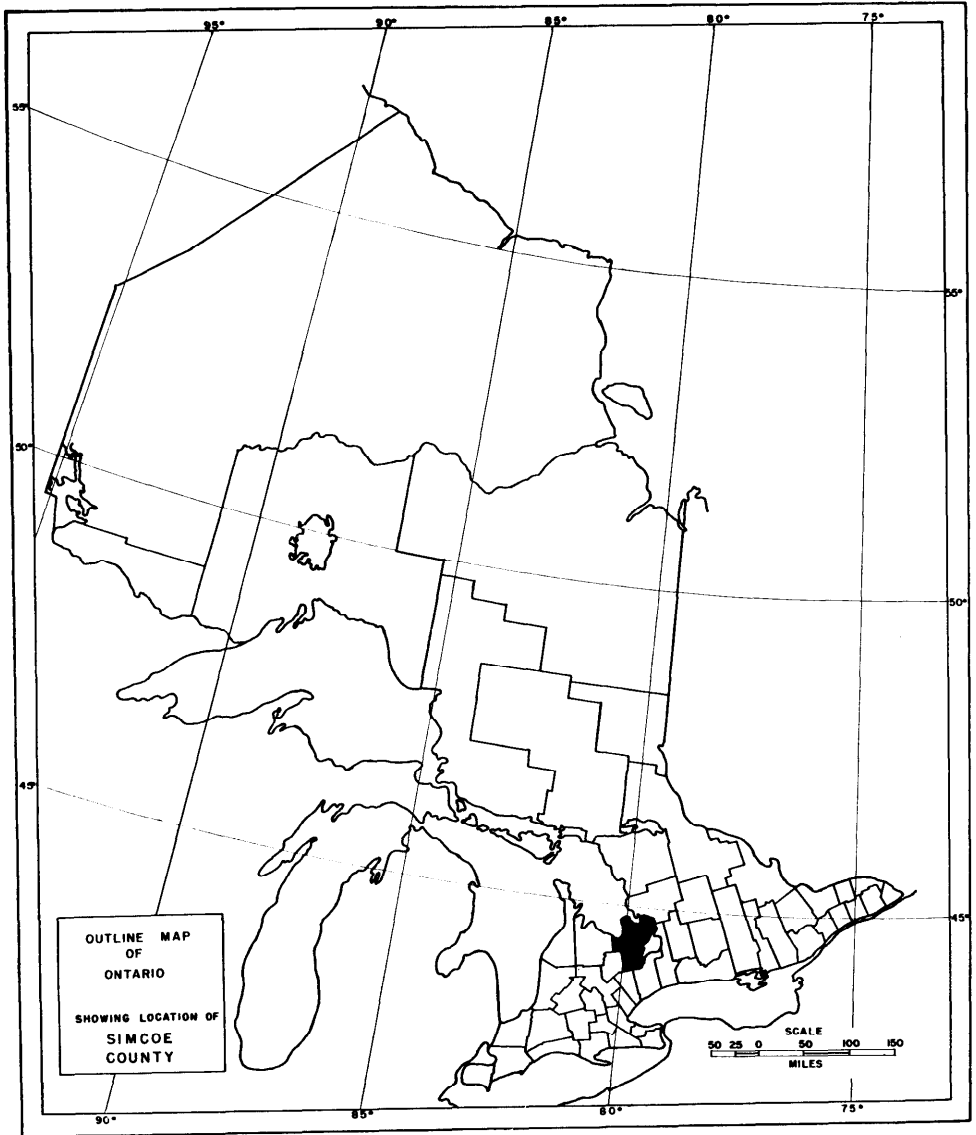 95° 90° 85° 80° 75°
55°
55°
50°
50°
45°
45°
OUTLINE MAP
OF
ONTARIO
SHOWING LOCATION OF
SIMCOE
COUNTY
SCALE
50 25 0 50 100 150
MILES
90° 85° 80° 75°